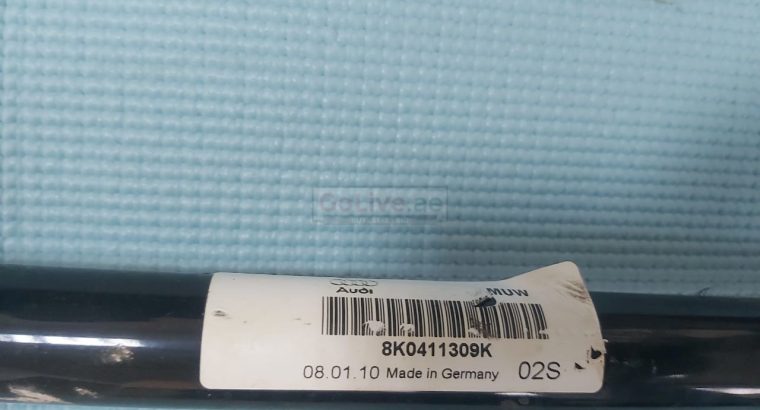 GoLive.ae
Audi MUW
8K0411309K
08.01.10 Made in Germany 02S